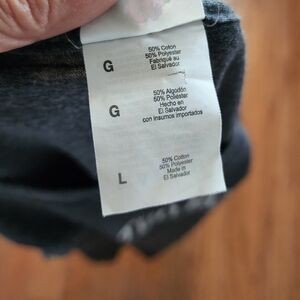 G
50% Coton
50% Polyester
Fabriqué au
El Salvador
G
50% Algodón
50% Poliéster
Hecho en
El Salvador
con insumos importados
L
50% Cotton
50% Polyester
Made in
El Salvador